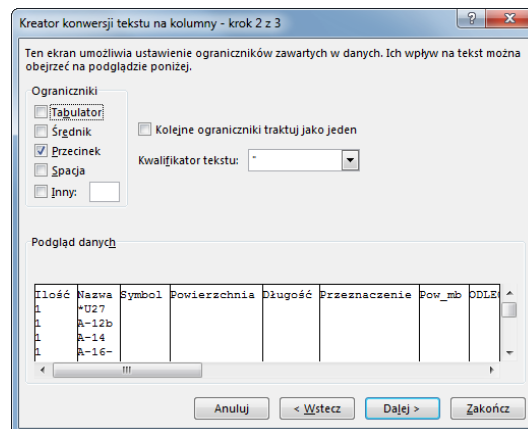 Kreator konwersji tekstu na kolumny - krok 2 z 3
Ten ekran umożliwia ustawienie ograniczników zawartych w danych. Ich wpływ na tekst można
obejrzeć na podglądzie poniżej.
Ograniczniki
Tabulator
Średnik
Przecinek
Spacja
Inny:
Kolejne ograniczniki traktuj jako jeden
Kwalifikator tekstu: "
Podgląd danych
Ilość Nazwa Symbol Powierzchnia Długość Przeznaczenie Pow_mb ODLEG
1 *U27
1 A-12b
1 A-14
1 A-16-
Anuluj < Wstecz Dalej > Zakończ